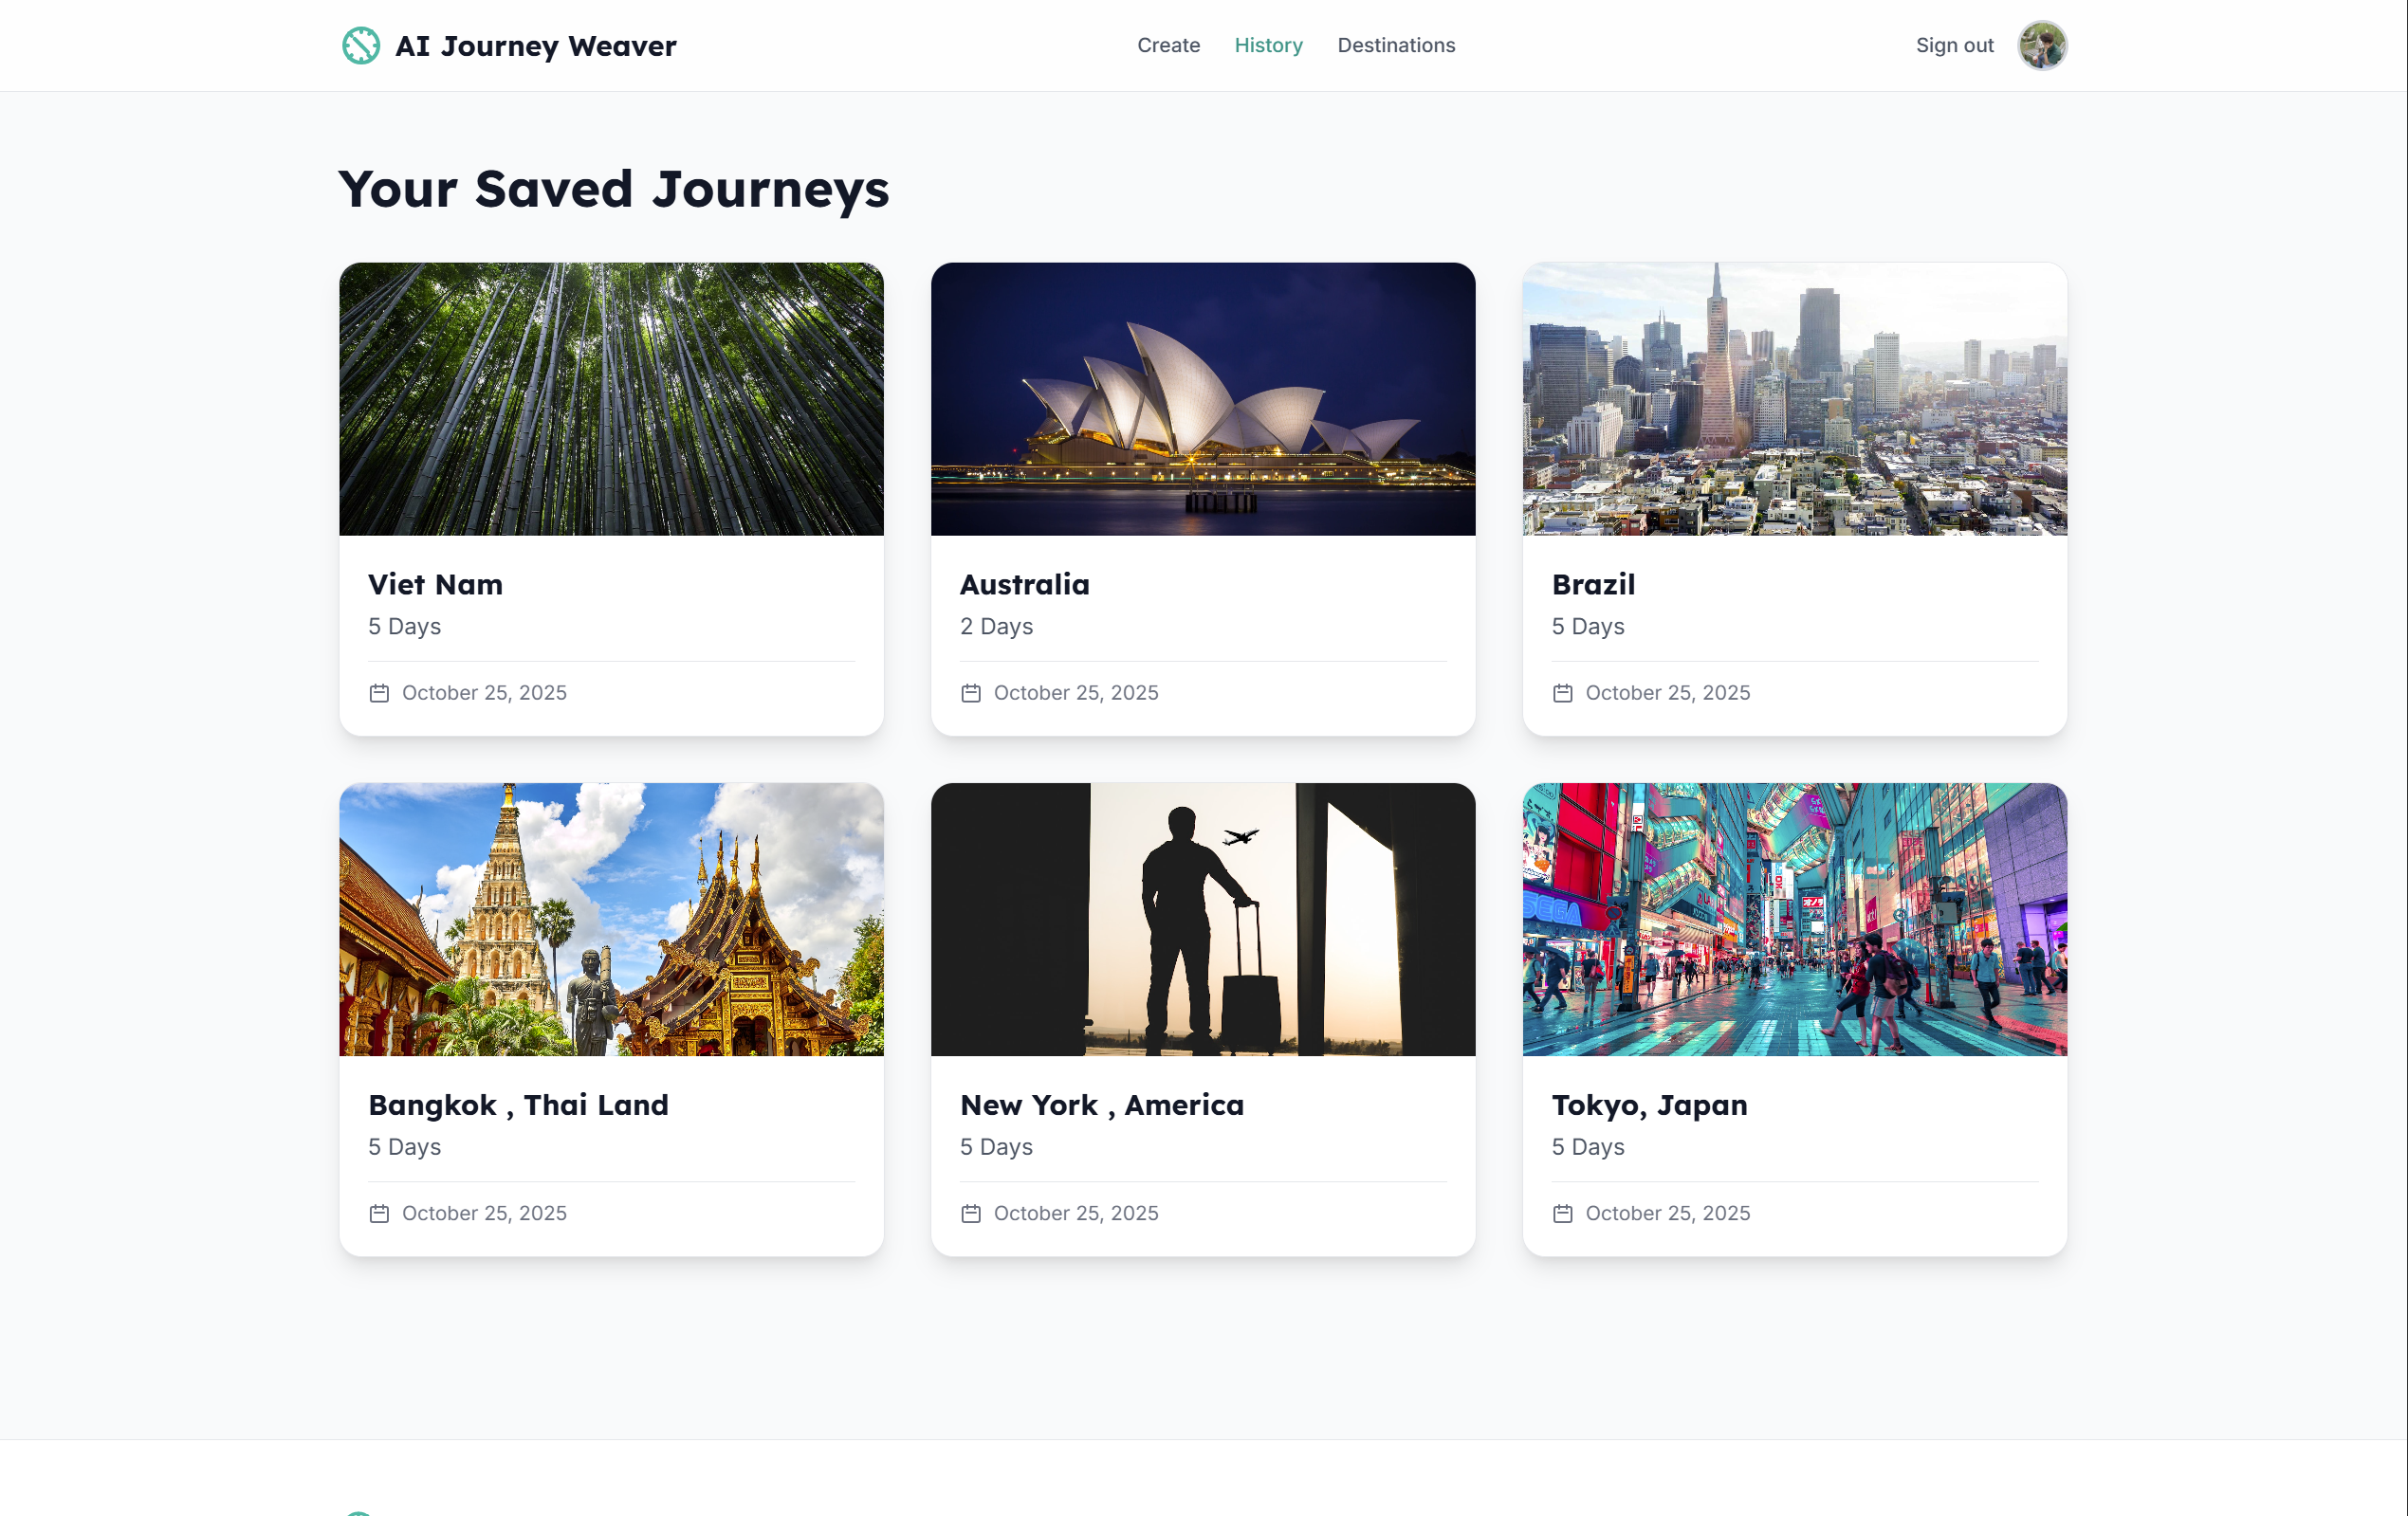 AI Journey Weaver
Create
History
Destinations
Sign out
Your Saved Journeys
Viet Nam
5 Days
October 25, 2025
Australia
2 Days
October 25, 2025
Brazil
5 Days
October 25, 2025
SEGA
Bangkok , Thai Land
5 Days
October 25, 2025
New York , America
5 Days
October 25, 2025
Tokyo, Japan
5 Days
October 25, 2025